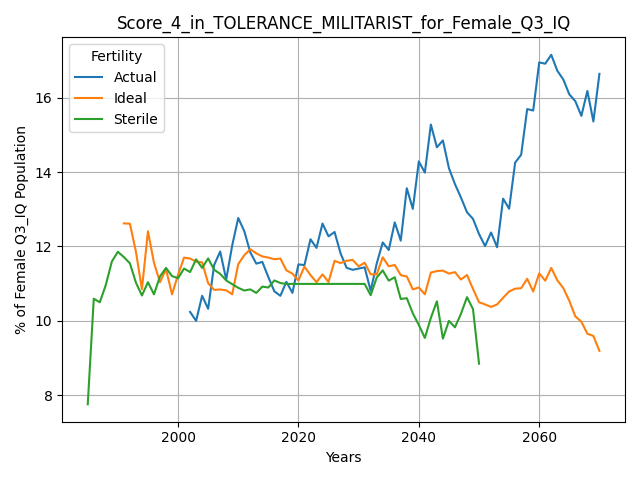 Score_4_in_TOLERANCE_MILITARIST_for_Female_Q3_IQ
Fertility
Actual
Ideal
Sterile
% of Female Q3_IQ Population
16
14
12
10
8
2000 2020 2040 2060
Years